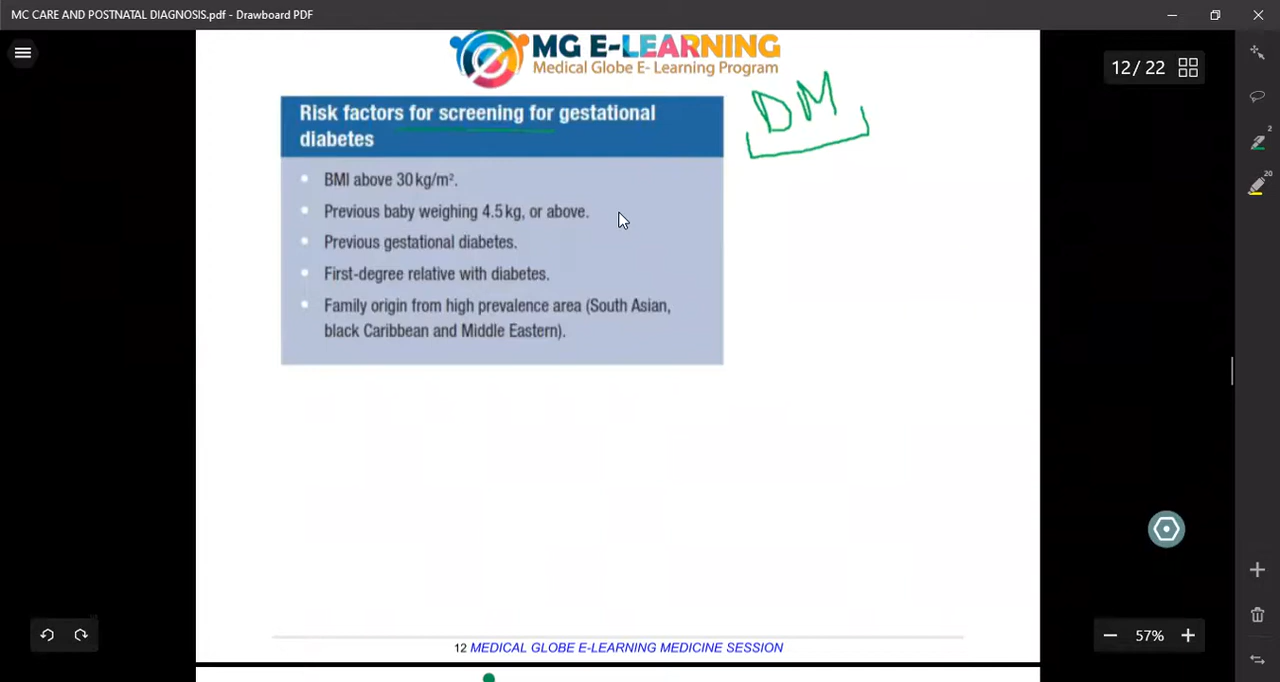 MC CARE AND POSTNATAL DIAGNOSIS.pdf - Drawboard PDF
MG E-LEARNING
Medical Globe E- Learning Program
12 / 22
DM
Risk factors for screening for gestational
diabetes
• BMI above 30 kg/m².
• Previous baby weighing 4.5 kg, or above.
• Previous gestational diabetes.
• First-degree relative with diabetes.
• Family origin from high prevalence area (South Asian,
black Caribbean and Middle Eastern).
2
20
57%
12 MEDICAL GLOBE E-LEARNING MEDICINE SESSION